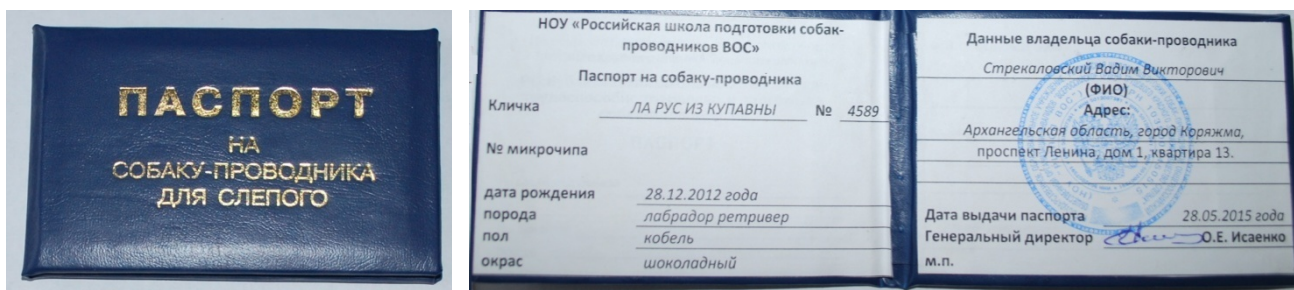 ПАСПОРТ
НА
СОБАКУ-ПРОВОДНИКА
ДЛЯ СЛЕПОГО
НОУ «Российская школа подготовки собак-
проводников ВОС»
Паспорт на собаку-проводника
Кличка ЛА РУС ИЗ КУПАВНЫ № 4589
№ микрочипа
дата рождения 28.12.2012 года
порода лабрадор ретривер
пол кобель
окрас шоколадный
Данные владельца собаки-проводника
Стрекаловский Вадим Викторович
(ФИО)
Адрес:
Архангельская область, город Коряжма,
проспект Ленина, дом 1, квартира 13.
Дата выдачи паспорта 28.05.2015 года
Генеральный директор О.Е. Исаенко
м.п.